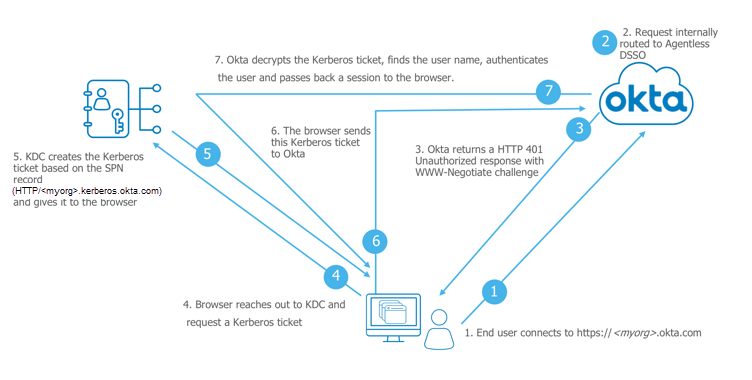 2
2. Request internally
routed to Agentless
DSSO
7. Okta decrypts the Kerberos ticket, finds the user name, authenticates
the user and passes back a session to the browser.
7
okta
6. The browser sends
this Kerberos ticket
to Okta
3
3. Okta returns a HTTP 401
Unauthorized response with
WWW-Negotiate challenge
5
5. KDC creates the Kerberos
ticket based on the SPN
record
(HTTP/<myorg>.kerberos.okta.com)
and gives it to the browser
6
4
1
4. Browser reaches out to KDC and
request a Kerberos ticket
1. End user connects to https:// <myorg>.okta.com